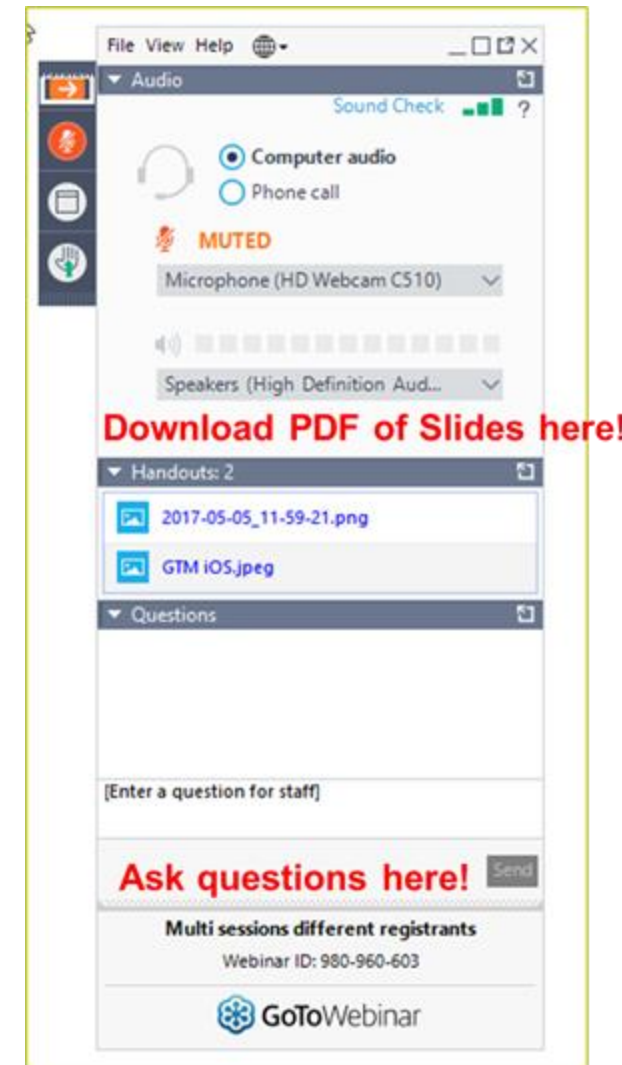 File View Help
Audio
Sound Check ?
Computer audio
Phone call
MUTED
Microphone (HD Webcam C510)
Speakers (High Definition Aud...
Download PDF of Slides here!
Handouts: 2
2017-05-05_11-59-21.png
GTM iOS.jpeg
Questions
[Enter a question for staff]
Ask questions here! Send
Multi sessions different registrants
Webinar ID: 980-960-603
GoToWebinar